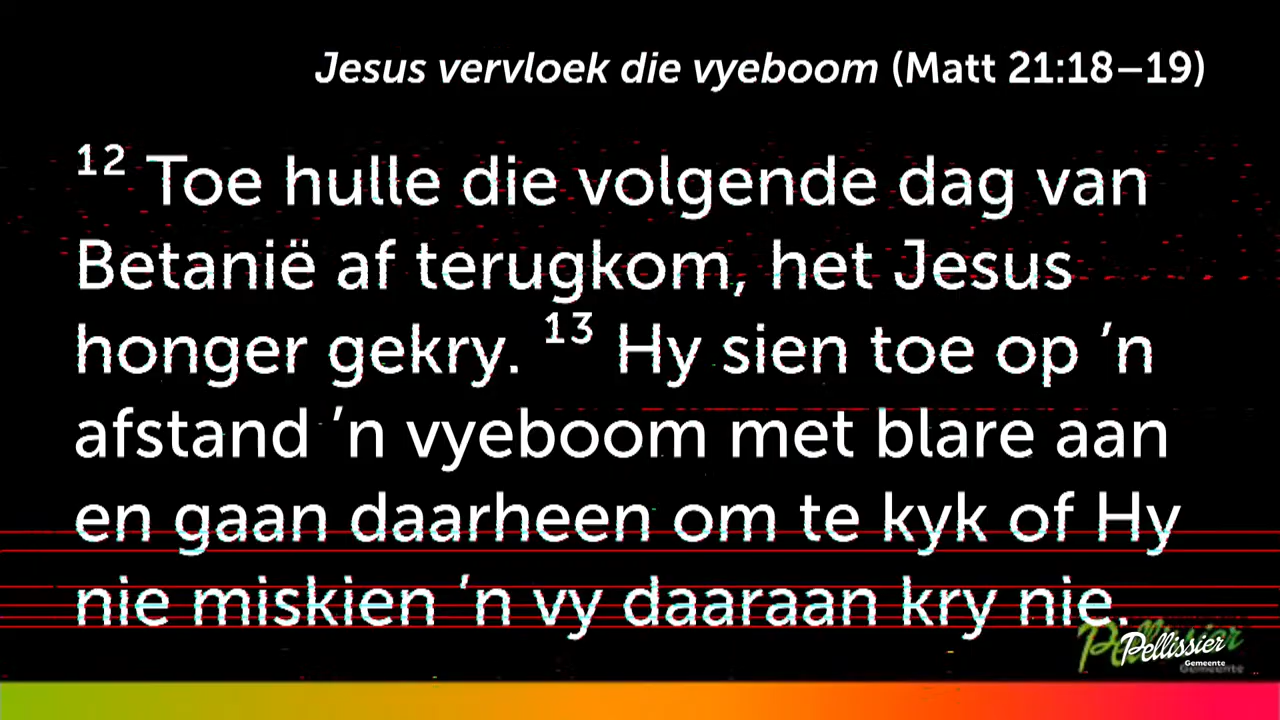 Jesus vervloek die vyeboom (Matt 21:18–19)
12 Toe hulle die volgende dag van
Betanië af terugkom, het Jesus
honger gekry. 13 Hy sien toe op ’n
afstand ’n vyeboom met blare aan
en gaan daarheen om te kyk of Hy
nie miskien ’n vy daaraan kry nie.
Pellissier
Gemeente